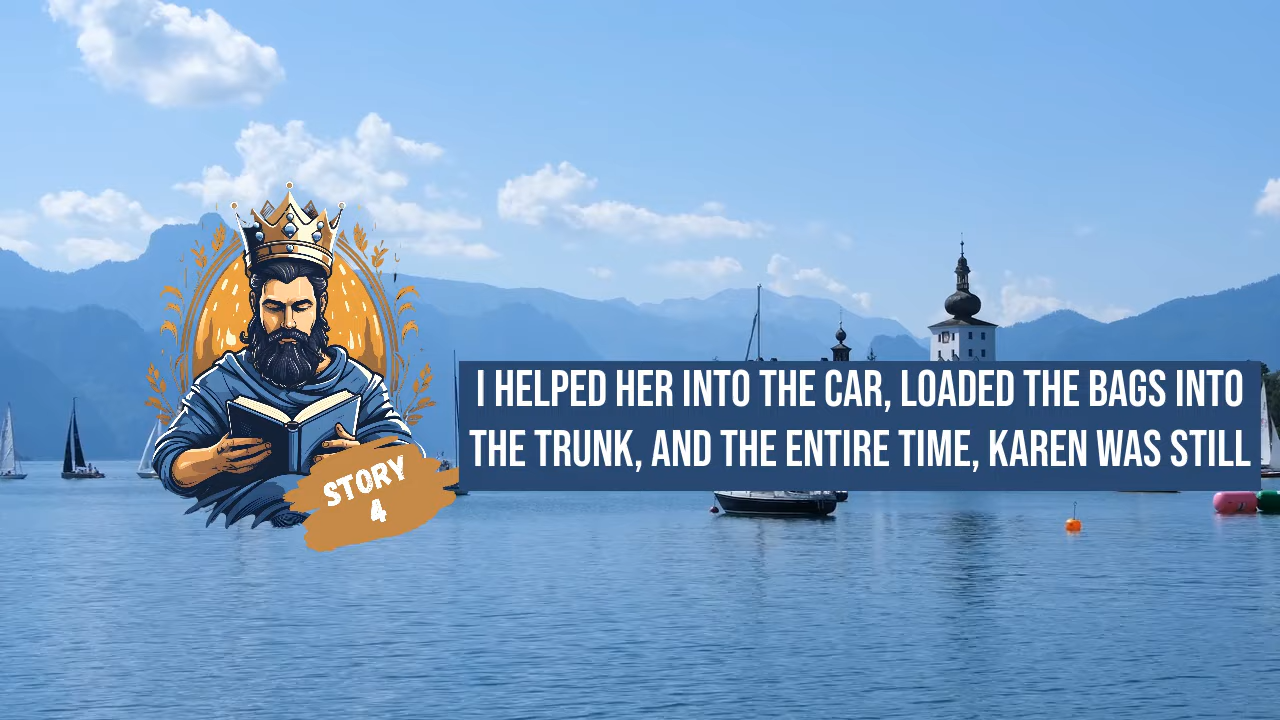 I HELPED HER INTO THE CAR, LOADED THE BAGS INTO
THE TRUNK, AND THE ENTIRE TIME, KAREN WAS STILL
STORY
4